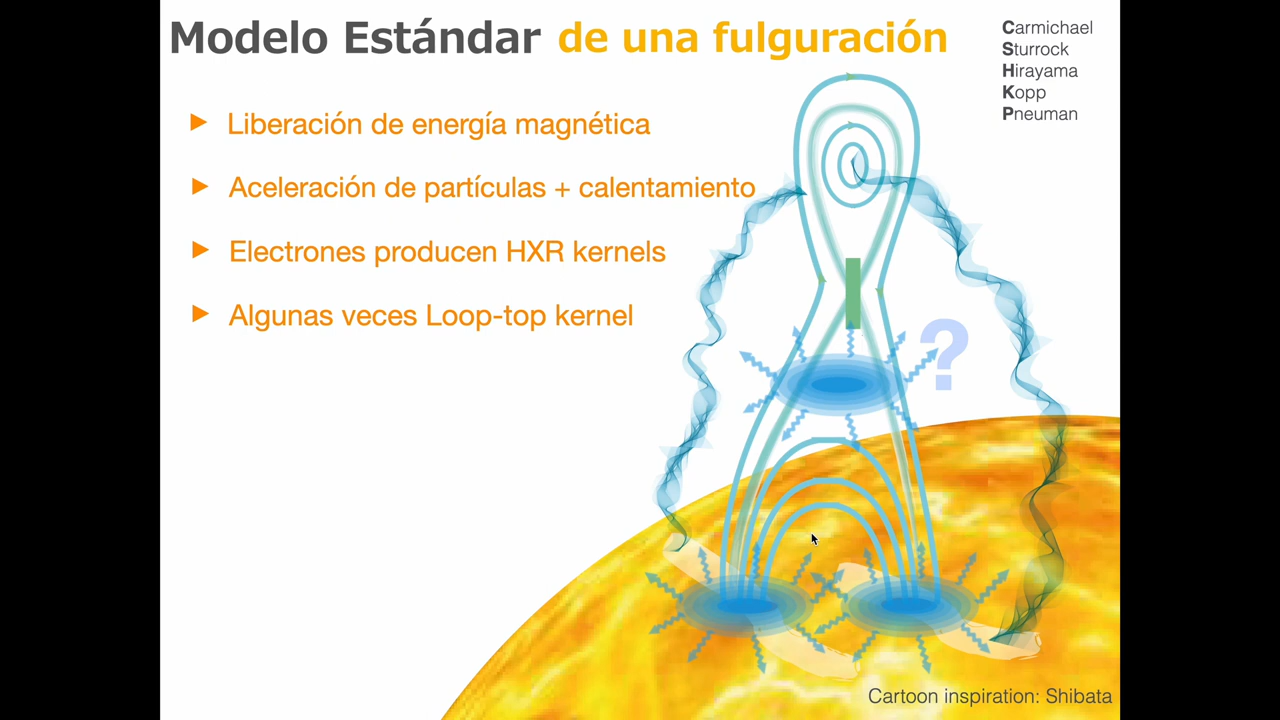 Modelo Estándar de una fulguración
Carmichael
Sturrock
Hirayama
Kopp
Pneuman
Liberación de energía magnética
Aceleración de partículas + calentamiento
Electrones producen HXR kernels
Algunas veces Loop-top kernel
?
Cartoon inspiration: Shibata